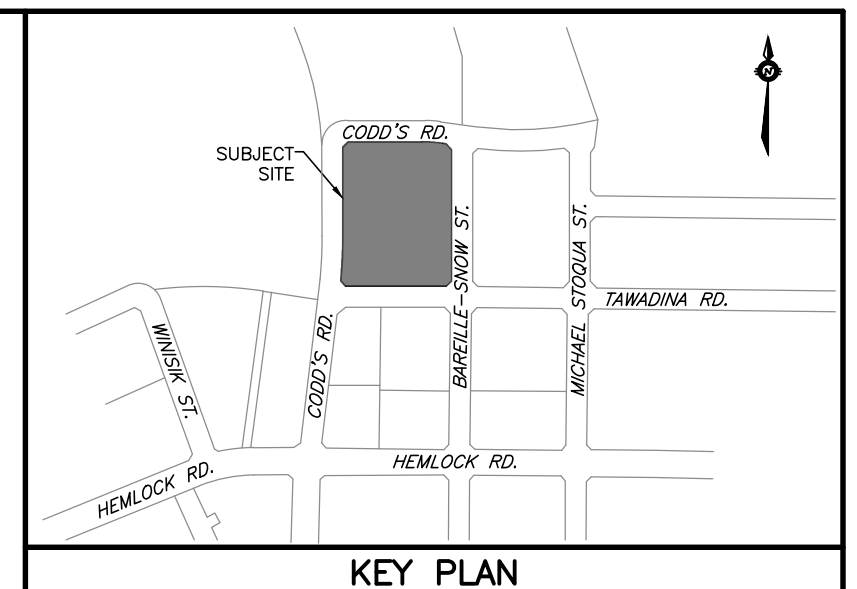 CODD'S RD.
N
SUBJECT
SITE
BAREILLE-SNOW ST.
MICHAEL STOQUA ST.
TAWADINA RD.
WINISIK ST.
CODD'S RD.
HEMLOCK RD.
HEMLOCK RD.
KEY PLAN